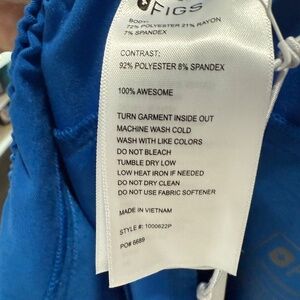 FIGS
BODY:
72% POLYESTER 21% RAYON
7% SPANDEX
CONTRAST:
92% POLYESTER 8% SPANDEX
100% AWESOME
TURN GARMENT INSIDE OUT
MACHINE WASH COLD
WASH WITH LIKE COLORS
DO NOT BLEACH
TUMBLE DRY LOW
LOW HEAT IRON IF NEEDED
DO NOT DRY CLEAN
DO NOT USE FABRIC SOFTENER
MADE IN VIETNAM
STYLE #: 1000822P
PO# 6689